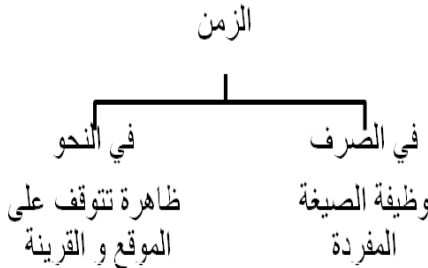 الزمن
في الصرف
وظيفة الصيغة
المفردة
في النحو
ظاهرة تتوقف على
الموقع و القرينة